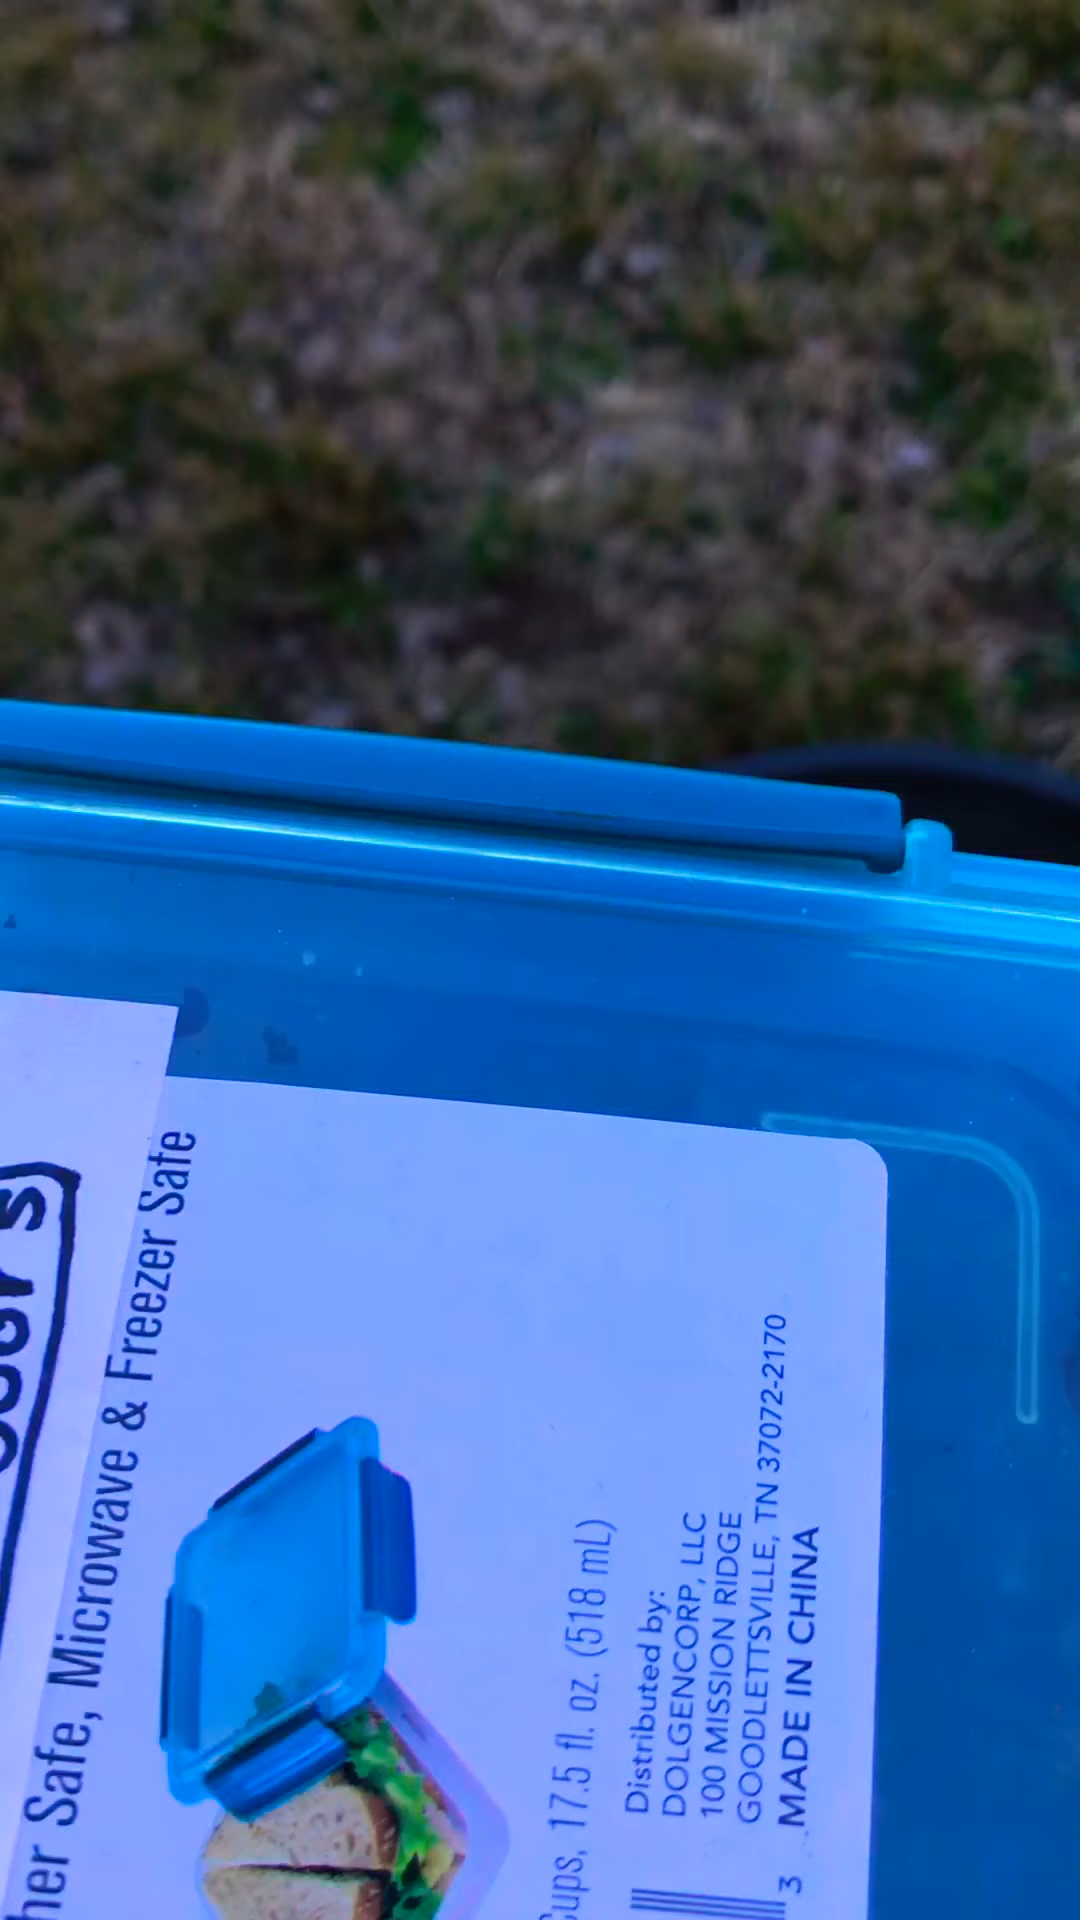 her Safe, Microwave & Freezer Safe
17.5 fl. oz. (518 mL)
Distributed by:
DOLGENCORP, LLC
100 MISSION RIDGE
GOODLETTSVILLE, TN 37072-2170
MADE IN CHINA
3